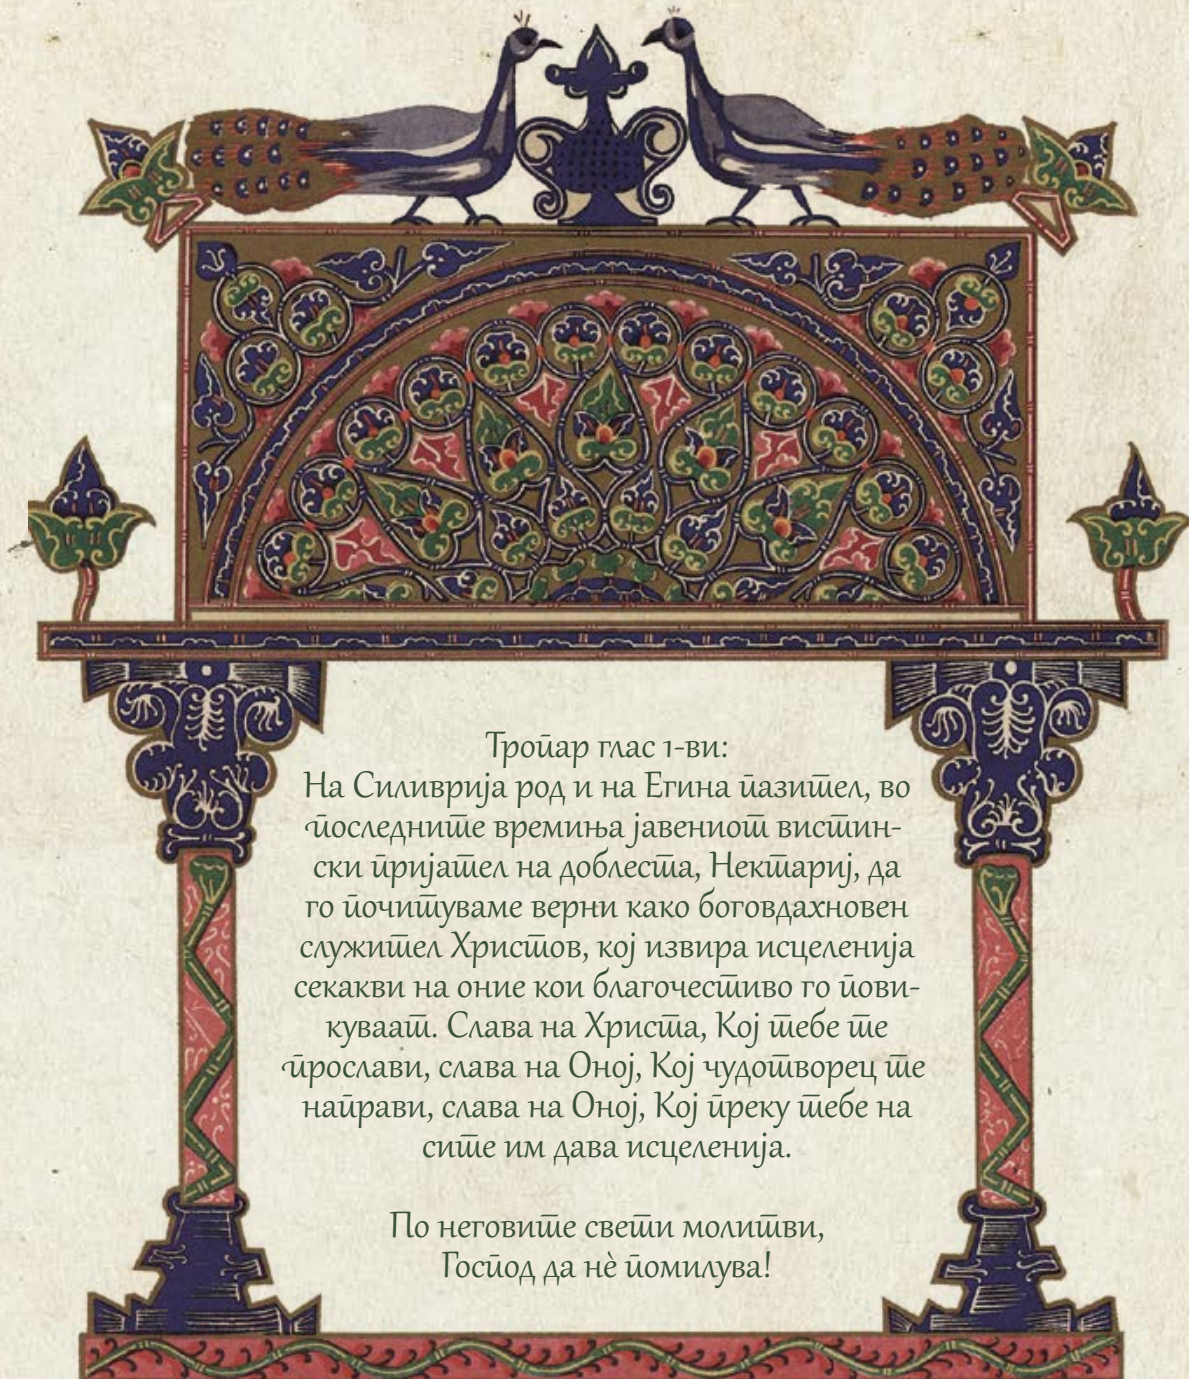 Тропар глас 1-ви:
На Силиврија род и на Егина пазител, во
последните времиња јавениот вистин-
ски пријател на доблеста, Нектариј, да
го почитуваме верни како боговдахновен
служител Христов, кој извира исцеленија
секакви на оние кои благочестиво го пови-
куваат. Слава на Христа, Кој тебе те
прослави, слава на Оној, Кој чудотворец те
направи, слава на Оној, Кој преку тебе на
сите им дава исцеленија.
По неговите свети молитви,
Господ да нѐ помилува!